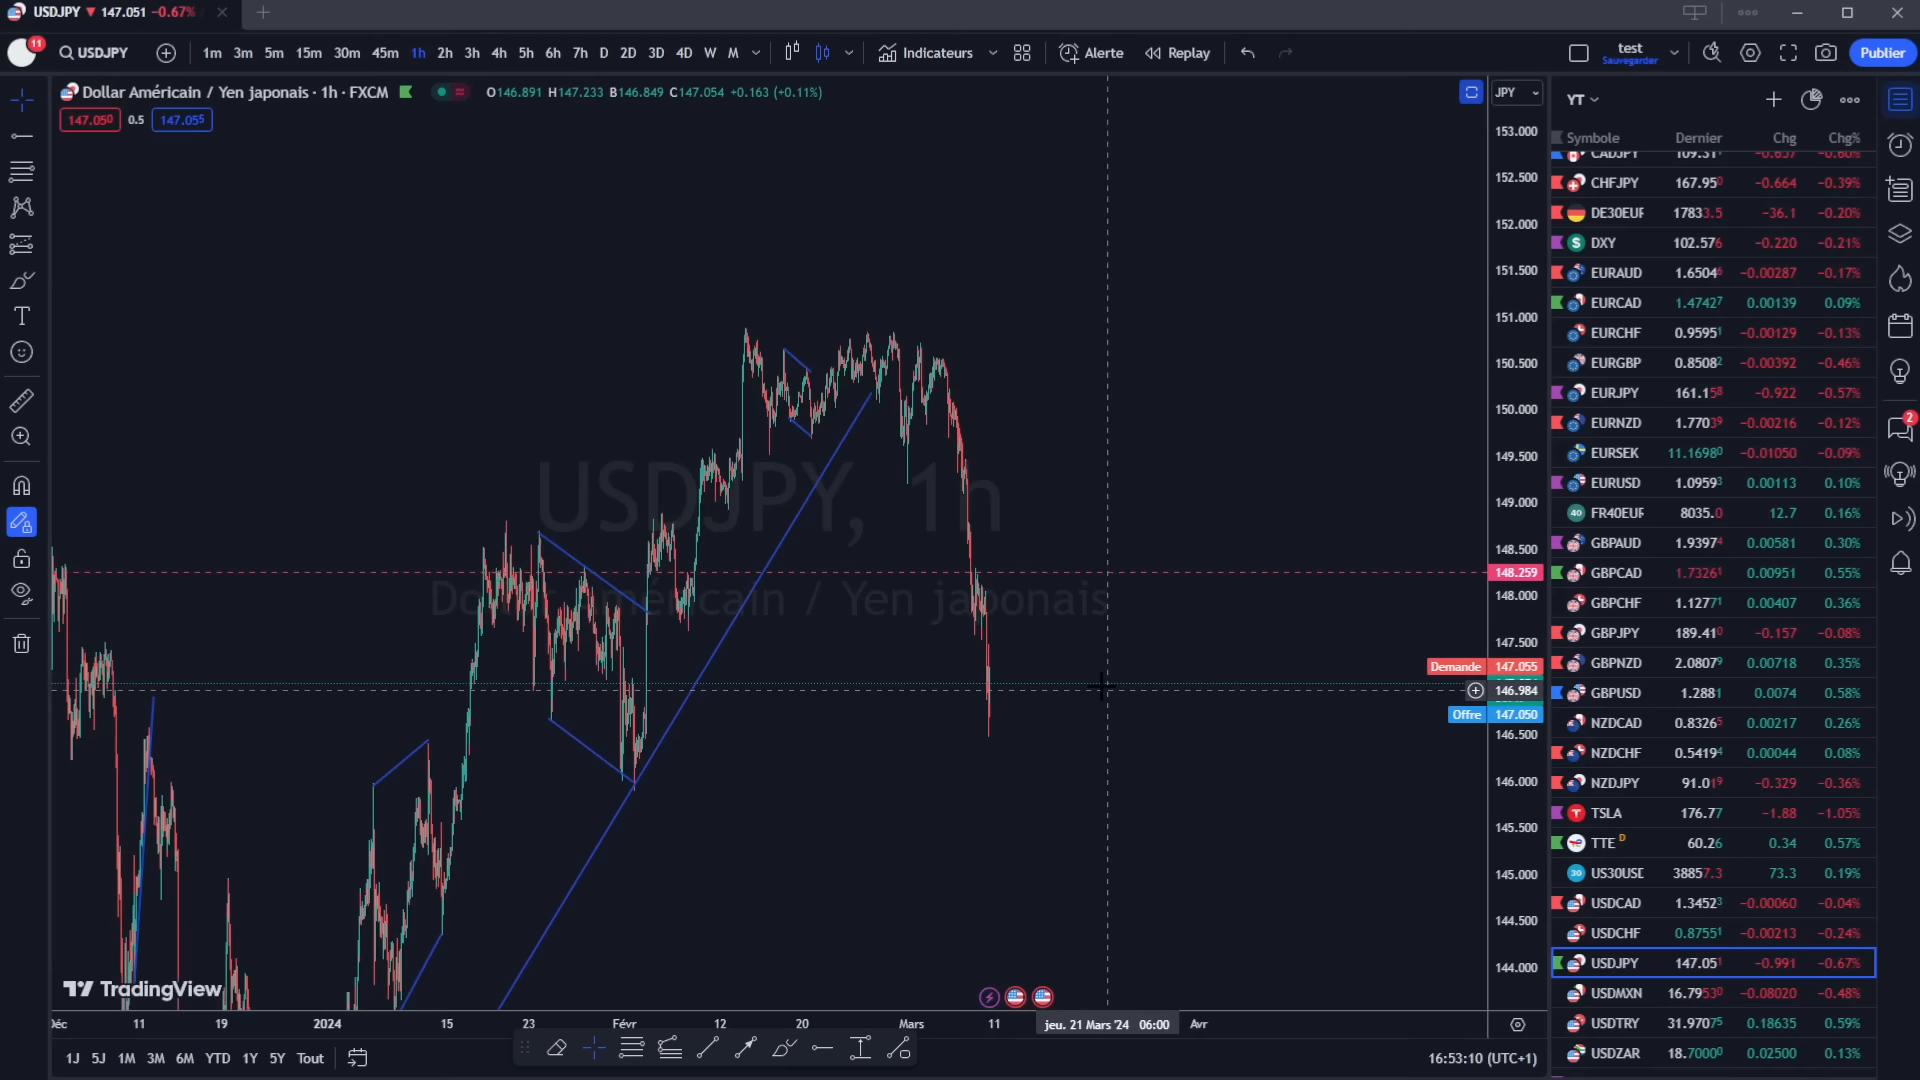 USDJPY ▼ 147.051 −0.67%
11
USDJPY
1m 3m 5m 15m 30m 45m 1h 2h 3h 4h 5h 6h 7h D 2D 3D 4D W M
Indicateurs
Alerte
Replay
test
Sauvegarder
Publier
Dollar Américain / Yen japonais · 1h · FXCM
O146.891 H147.233 B146.849 C147.054 +0.163 (+0.11%)
147.050 0.5 147.055
JPY
153.000
152.500
152.000
151.500
151.000
150.500
150.000
149.500
149.000
148.500
148.259
148.000
147.500
Demande 147.055
146.984
Offre 147.050
146.500
146.000
145.500
145.000
144.500
144.000
USDJPY, 1h
Dollar Américain / Yen japonais
TradingView
11 19 2024 15 23 Févr 12 20 Mars 11 jeu. 21 Mars '24 06:00 Avr
1J 5J 1M 3M 6M YTD 1Y 5Y Tout
16:53:10 (UTC+1)
YT
Symbole Dernier Chg Chg%
CADJPY 109.311 −0.657 −0.60%
CHFJPY 167.950 −0.664 −0.39%
DE30EUR 17833.5 −36.1 −0.20%
DXY 102.576 −0.220 −0.21%
EURAUD 1.65046 −0.00287 −0.17%
EURCAD 1.47427 0.00139 0.09%
EURCHF 0.95951 −0.00129 −0.13%
EURGBP 0.85082 −0.00392 −0.46%
EURJPY 161.158 −0.922 −0.57%
EURNZD 1.77039 −0.00216 −0.12%
EURSEK 11.16980 −0.01050 −0.09%
EURUSD 1.09593 0.00113 0.10%
40 FR40EUR 8035.0 12.7 0.16%
GBPAUD 1.93974 0.00581 0.30%
GBPCAD 1.73261 0.00951 0.55%
GBPCHF 1.12771 0.00407 0.36%
GBPJPY 189.410 −0.157 −0.08%
GBPNZD 2.08079 0.00718 0.35%
GBPUSD 1.2881 0.0074 0.58%
NZDCAD 0.83265 0.00217 0.26%
NZDCHF 0.54194 0.00044 0.08%
NZDJPY 91.019 −0.329 −0.36%
TSLA 176.77 −1.88 −1.05%
TTE D 60.26 0.34 0.57%
30 US30USD 38857.3 73.3 0.19%
USDCAD 1.34523 −0.00060 −0.04%
USDCHF 0.87551 −0.00213 −0.24%
USDJPY 147.051 −0.991 −0.67%
USDMXN 16.79530 −0.08020 −0.48%
USDTRY 31.97075 0.18635 0.59%
USDZAR 18.70000 0.02500 0.13%
2